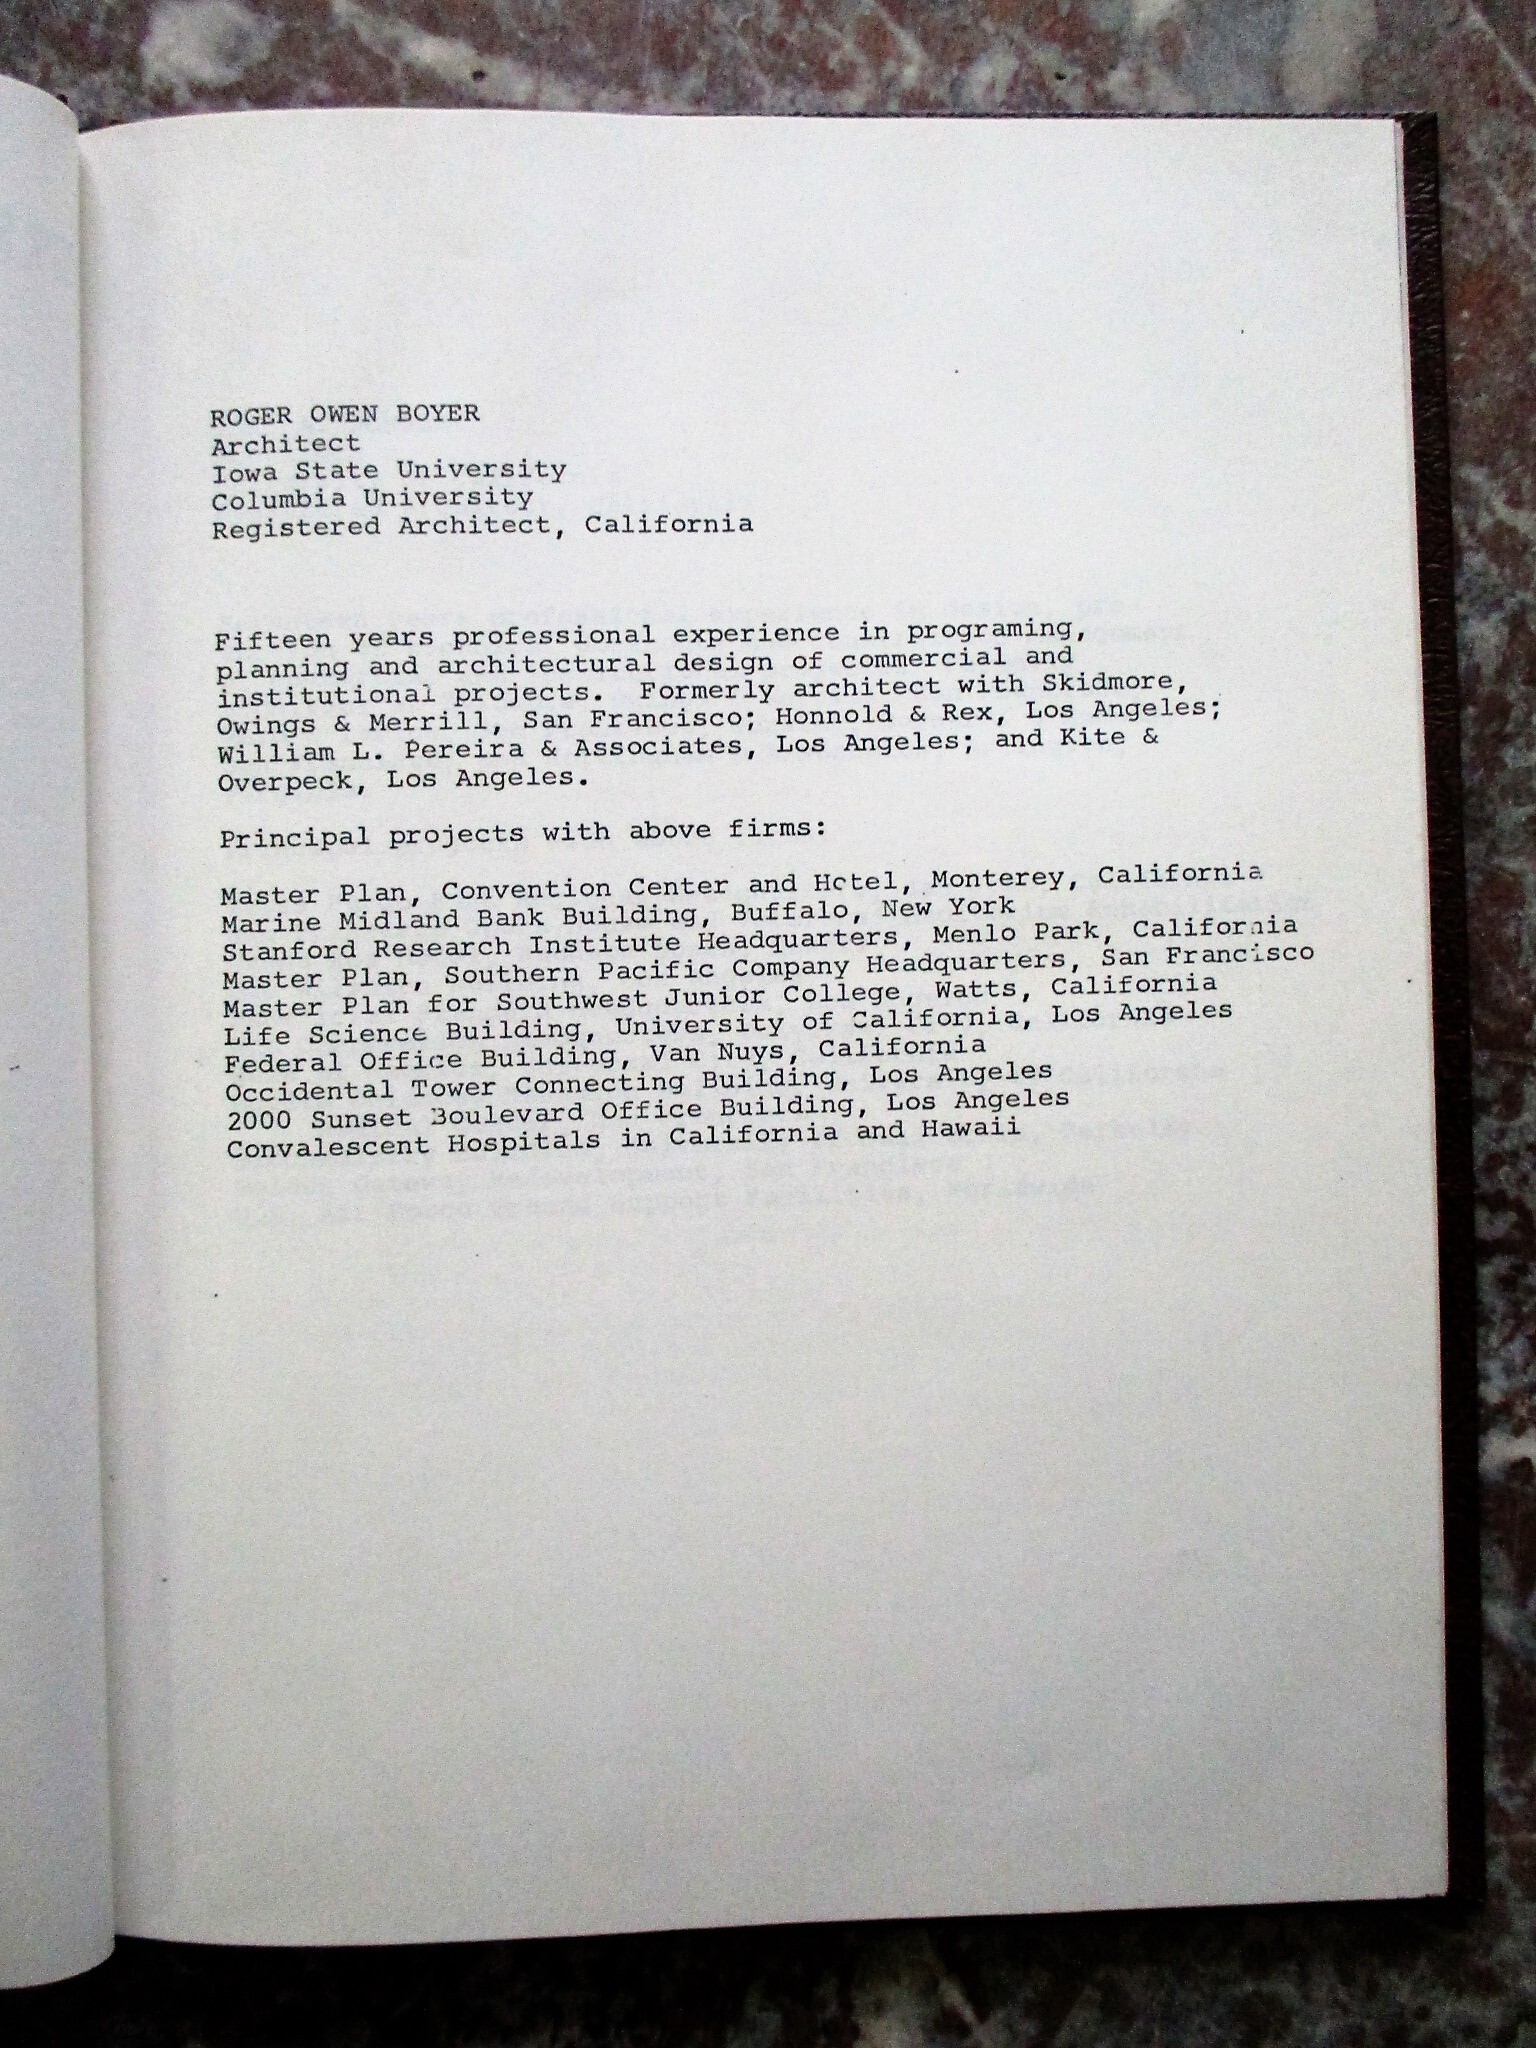 ROGER OWEN BOYER
Architect
Iowa State University
Columbia University
Registered Architect, California
Fifteen years professional experience in programing,
planning and architectural design of commercial and
institutional projects. Formerly architect with Skidmore,
Owings & Merrill, San Francisco; Honnold & Rex, Los Angeles;
William L. Pereira & Associates, Los Angeles; and Kite &
Overpeck, Los Angeles.
Principal projects with above firms:
Master Plan, Convention Center and Hotel, Monterey, California
Marine Midland Bank Building, Buffalo, New York
Stanford Research Institute Headquarters, Menlo Park, California
Master Plan, Southern Pacific Company Headquarters, San Francisco
Master Plan for Southwest Junior College, Watts, California
Life Science Building, University of California, Los Angeles
Federal Office Building, Van Nuys, California
Occidental Tower Connecting Building, Los Angeles
2000 Sunset Boulevard Office Building, Los Angeles
Convalescent Hospitals in California and Hawaii